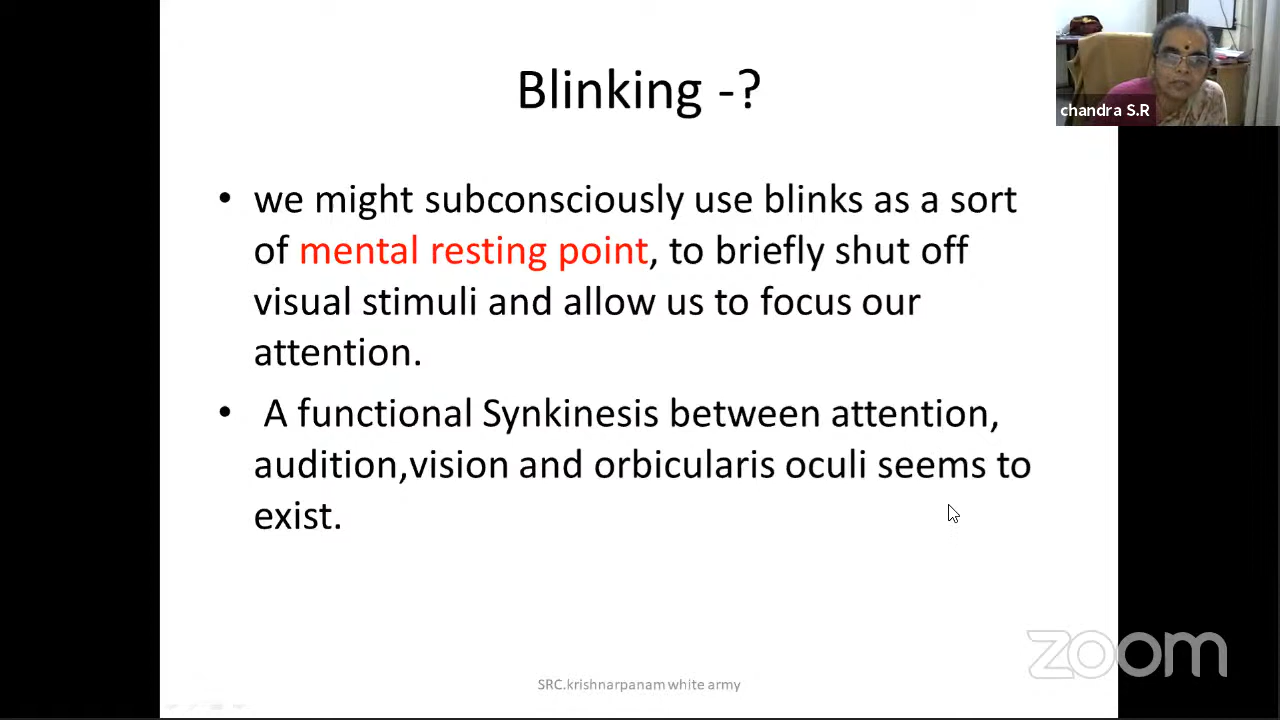 Blinking -?
chandra S.R
• we might subconsciously use blinks as a sort
of mental resting point, to briefly shut off
visual stimuli and allow us to focus our
attention.
• A functional Synkinesis between attention,
audition,vision and orbicularis oculi seems to
exist.
zoom
SRC.krishnarpanam white army